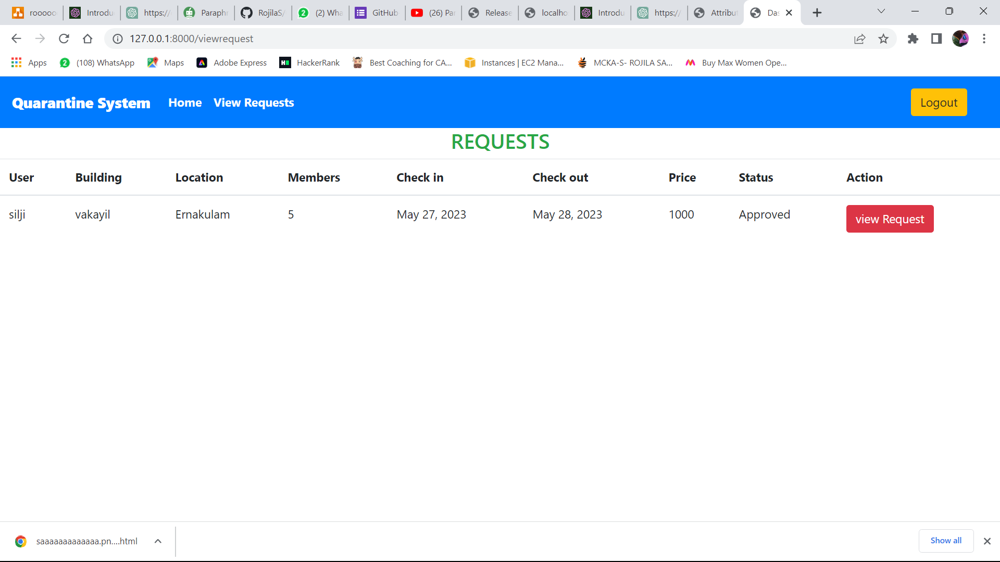 rooooo Introdu https:// Paraphr RojilaS/ (2) Wha GitHub (26) Par Release localho Introdu https:// Attribut Das
127.0.0.1:8000/viewrequest
Apps (108) WhatsApp Maps Adobe Express HackerRank Best Coaching for CA... Instances | EC2 Mana... MCKA-S- ROJILA SA... Buy Max Women Ope...
Quarantine System Home View Requests Logout
REQUESTS
User Building Location Members Check in Check out Price Status Action
silji vakayil Ernakulam 5 May 27, 2023 May 28, 2023 1000 Approved view Request
saaaaaaaaaaaaa.pn....html Show all